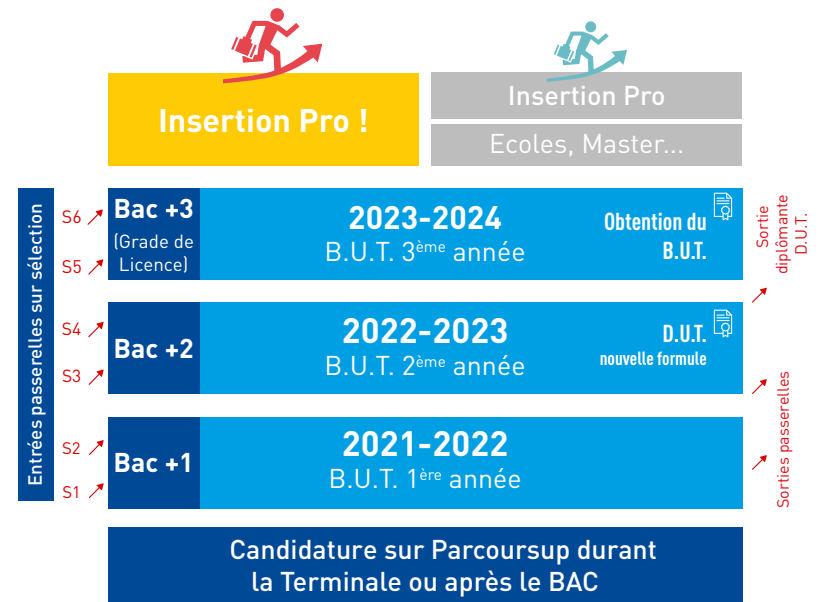 Insertion Pro !
Insertion Pro
Ecoles, Master...
Entrées passerelles sur sélection
S6
S5
Bac +3
(Grade de
Licence)
2023-2024
B.U.T. 3ème année
Obtention du
B.U.T.
Sortie
diplômante
D.U.T.
S4
S3
Bac +2
2022-2023
B.U.T. 2ème année
D.U.T.
nouvelle formule
Sorties passerelles
S2
S1
Bac +1
2021-2022
B.U.T. 1ère année
Candidature sur Parcoursup durant
la Terminale ou après le BAC